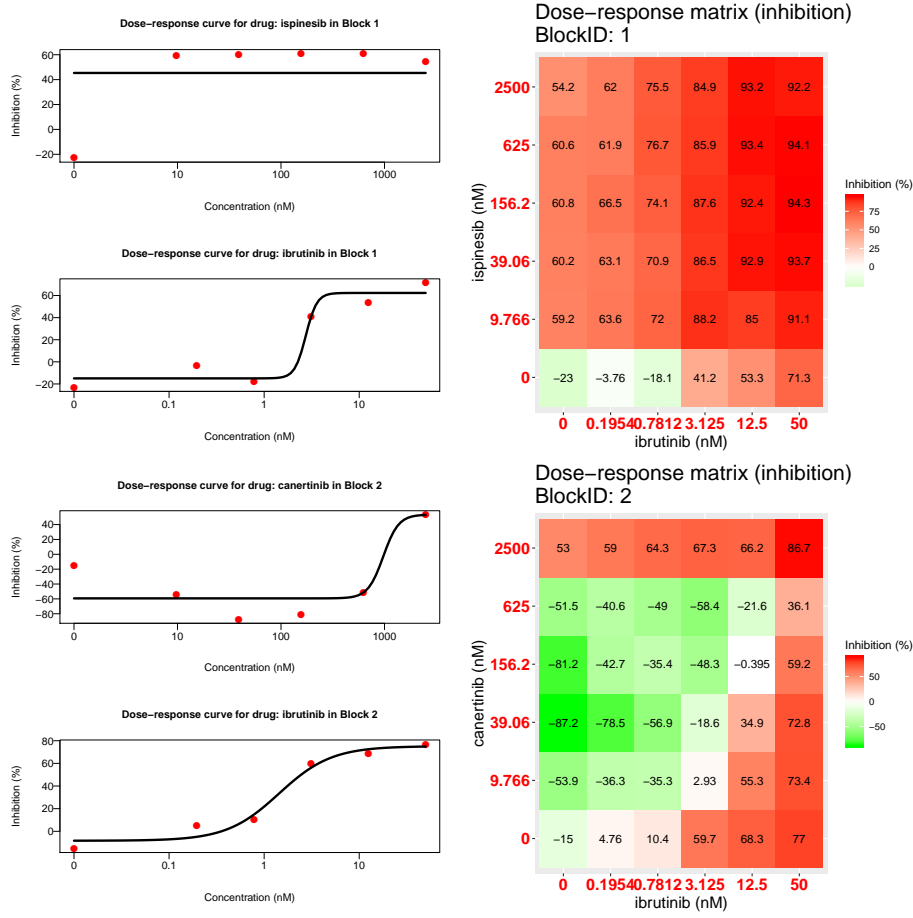 Dose−response curve for drug: ispinesib in Block 1
60
40
20
0
−20
Inhibition (%)
0 10 100 1000
Concentration (nM)
Dose−response curve for drug: ibrutinib in Block 1
60
40
20
0
−20
Inhibition (%)
0 0.1 1 10
Concentration (nM)
Dose−response matrix (inhibition)
BlockID: 1
2500 54.2 62 75.5 84.9 93.2 92.2
625 60.6 61.9 76.7 85.9 93.4 94.1
156.2 60.8 66.5 74.1 87.6 92.4 94.3
39.06 60.2 63.1 70.9 86.5 92.9 93.7
9.766 59.2 63.6 72 88.2 85 91.1
0 −23 −3.76 −18.1 41.2 53.3 71.3
ispinesib (nM)
0 0.1954 0.7812 3.125 12.5 50
ibrutinib (nM)
Inhibition (%)
75
50
25
0
Dose−response curve for drug: canertinib in Block 2
40
20
0
−20
−40
−60
−80
Inhibition (%)
0 10 100 1000
Concentration (nM)
Dose−response curve for drug: ibrutinib in Block 2
80
60
40
20
0
Inhibition (%)
0 0.1 1 10
Concentration (nM)
Dose−response matrix (inhibition)
BlockID: 2
2500 53 59 64.3 67.3 66.2 86.7
625 −51.5 −40.6 −49 −58.4 −21.6 36.1
156.2 −81.2 −42.7 −35.4 −48.3 −0.395 59.2
39.06 −87.2 −78.5 −56.9 −18.6 34.9 72.8
9.766 −53.9 −36.3 −35.3 2.93 55.3 73.4
0 −15 4.76 10.4 59.7 68.3 77
canertinib (nM)
0 0.1954 0.7812 3.125 12.5 50
ibrutinib (nM)
Inhibition (%)
50
0
−50